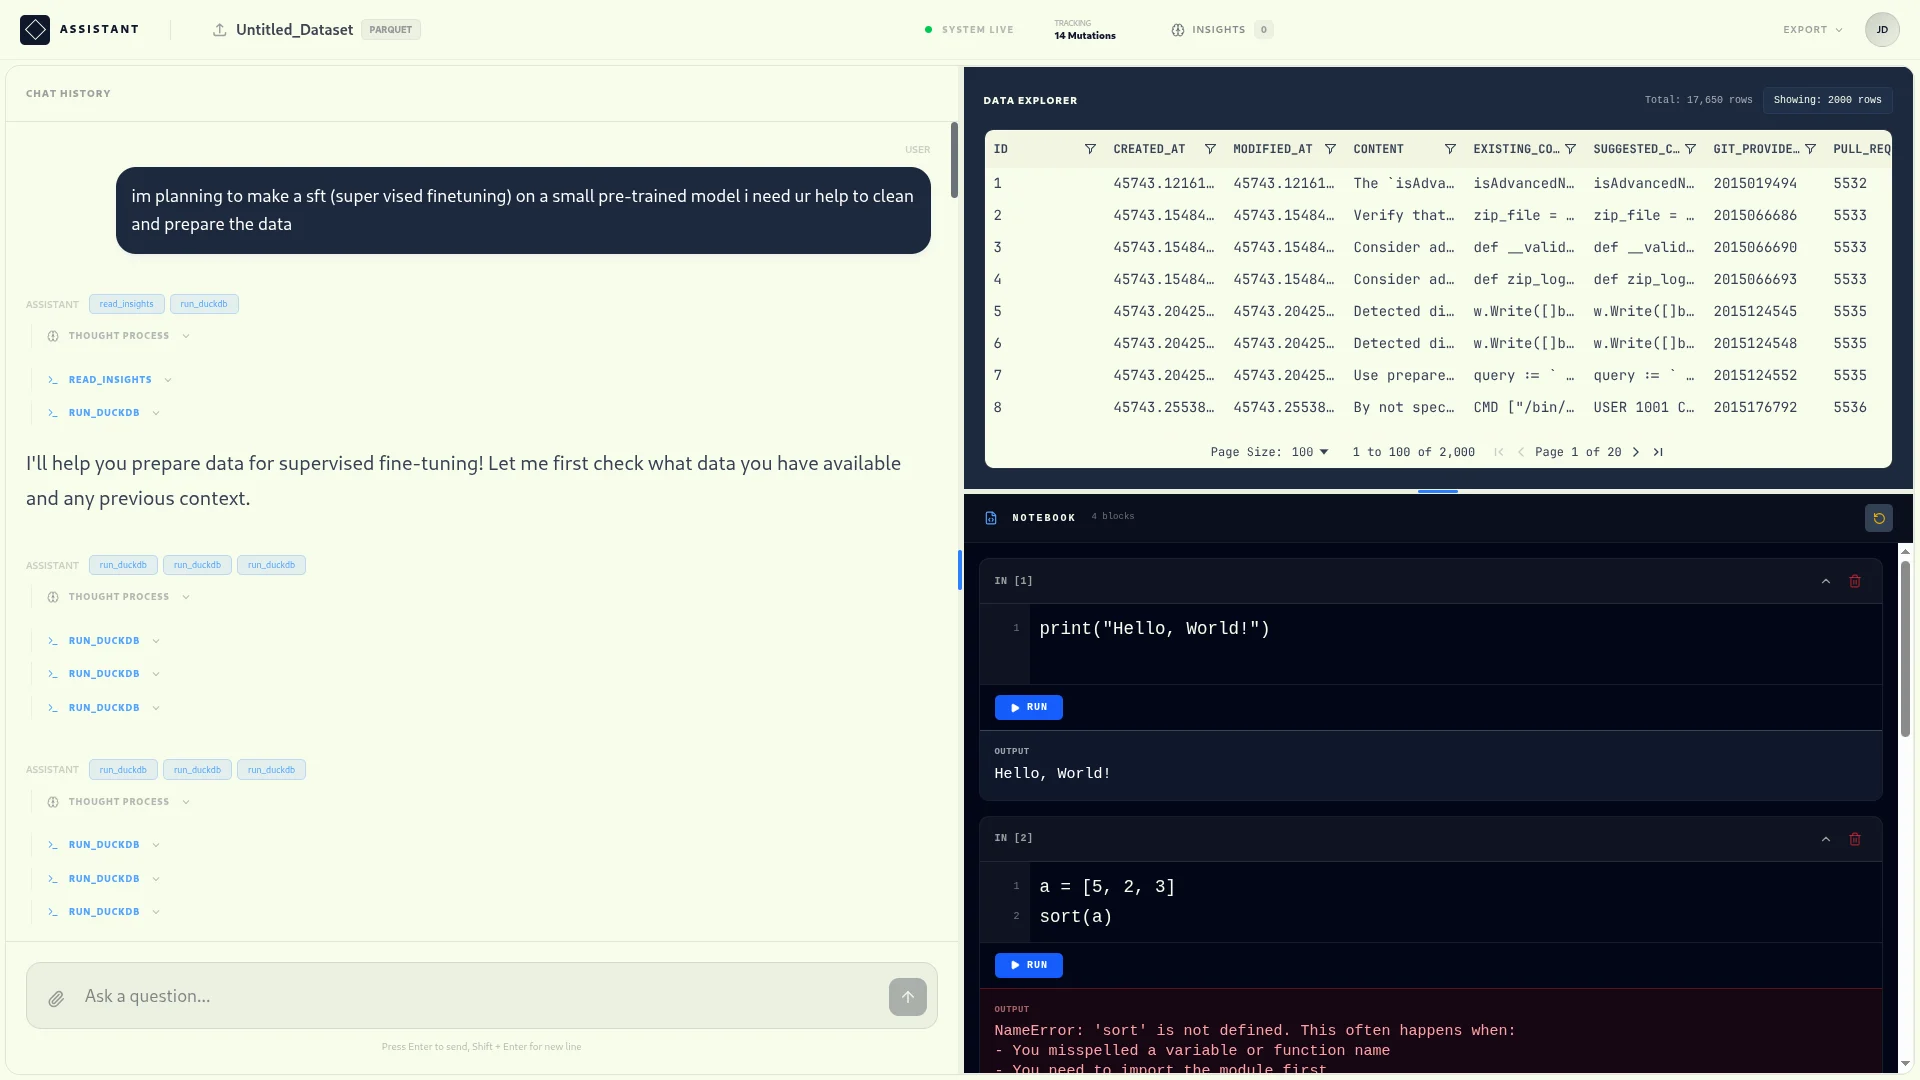 ASSISTANT
Untitled_Dataset PARQUET
SYSTEM LIVE
TRACKING
14 Mutations
INSIGHTS 0
EXPORT
JD
CHAT HISTORY
USER
im planning to make a sft (super vised finetuning) on a small pre-trained model i need ur help to clean
and prepare the data
ASSISTANT read_insights run_duckdb
THOUGHT PROCESS
READ_INSIGHTS
RUN_DUCKDB
I'll help you prepare data for supervised fine-tuning! Let me first check what data you have available
and any previous context.
ASSISTANT run_duckdb run_duckdb run_duckdb
THOUGHT PROCESS
RUN_DUCKDB
RUN_DUCKDB
RUN_DUCKDB
ASSISTANT run_duckdb run_duckdb run_duckdb
THOUGHT PROCESS
RUN_DUCKDB
RUN_DUCKDB
RUN_DUCKDB
Ask a question...
Press Enter to send, Shift + Enter for new line
DATA EXPLORER
Total: 17,650 rows Showing: 2000 rows
ID CREATED_AT MODIFIED_AT CONTENT EXISTING_CO… SUGGESTED_C… GIT_PROVIDE… PULL_REQ
1 45743.12161… 45743.12161… The `isAdva… isAdvancedN… isAdvancedN… 2015019494 5532
2 45743.15484… 45743.15484… Verify that… zip_file = … zip_file = … 2015066686 5533
3 45743.15484… 45743.15484… Consider ad… def __valid… def __valid… 2015066690 5533
4 45743.15484… 45743.15484… Consider ad… def zip_log… def zip_log… 2015066693 5533
5 45743.20425… 45743.20425… Detected di… w.Write([]b… w.Write([]b… 2015124545 5535
6 45743.20425… 45743.20425… Detected di… w.Write([]b… w.Write([]b… 2015124548 5535
7 45743.20425… 45743.20425… Use prepare… query := ` … query := ` … 2015124552 5535
8 45743.25538… 45743.25538… By not spec… CMD ["/bin/… USER 1001 C… 2015176792 5536
Page Size: 100 1 to 100 of 2,000 Page 1 of 20
NOTEBOOK 4 blocks
IN [1]
1 print("Hello, World!")
RUN
OUTPUT
Hello, World!
IN [2]
1 a = [5, 2, 3]
2 sort(a)
RUN
OUTPUT
NameError: 'sort' is not defined. This often happens when:
- You misspelled a variable or function name
- You need to import the module first